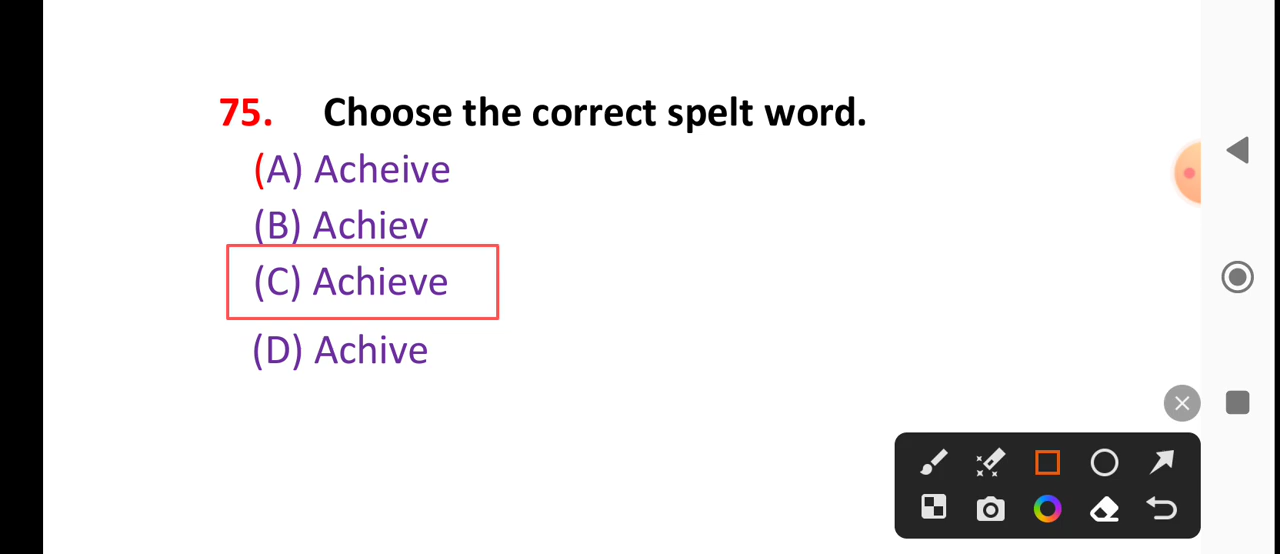 75. Choose the correct spelt word.
(A) Acheive
(B) Achiev
(C) Achieve
(D) Achive